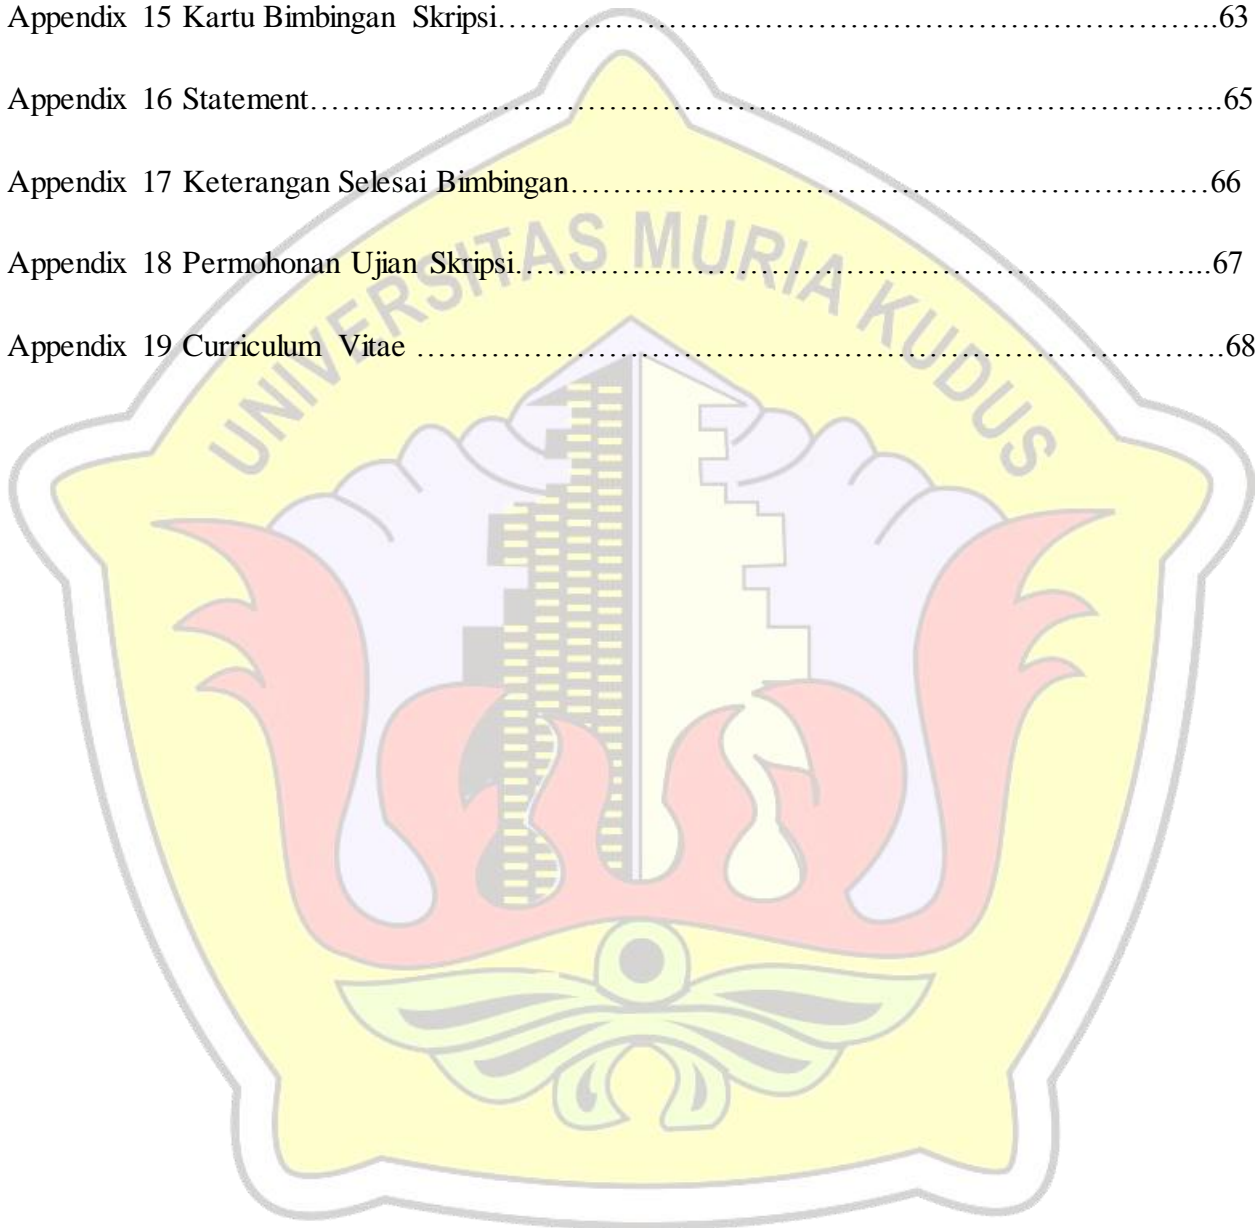 Appendix 15 Kartu Bimbingan Skripsi……………………………………………………………………..63
Appendix 16 Statement………………………………………………………………………………………..65
Appendix 17 Keterangan Selesai Bimbingan………………………………………………………………66
Appendix 18 Permohonan Ujian Skripsi…………………………………………………………………...67
Appendix 19 Curriculum Vitae ……………………………………………………………………………..68
UNIVERSITAS MURIA KUDUS